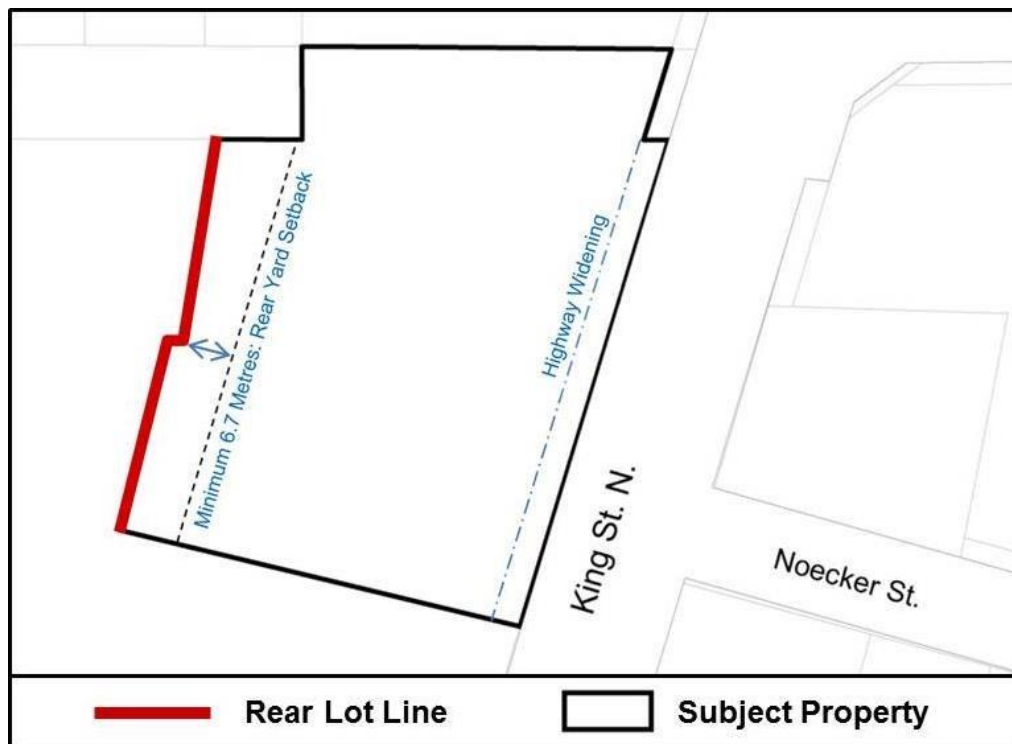 Minimum 6.7 Metres: Rear Yard Setback
Highway Widening
King St. N.
Noecker St.
Rear Lot Line
Subject Property